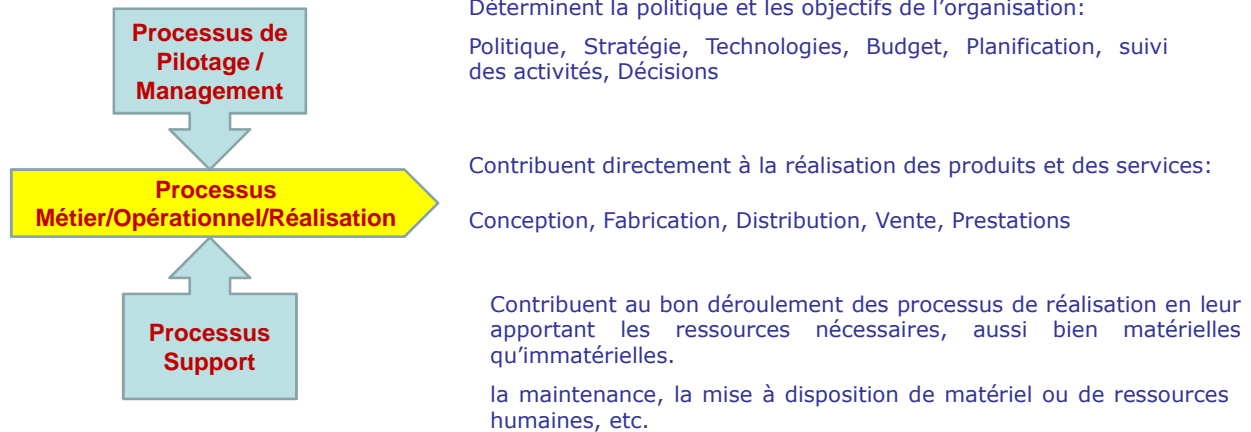 Déterminent la politique et les objectifs de l’organisation:
Processus de
Pilotage /
Management
Politique, Stratégie, Technologies, Budget, Planification, suivi
des activités, Décisions
Contribuent directement à la réalisation des produits et des services:
Processus
Métier/Opérationnel/Réalisation
Conception, Fabrication, Distribution, Vente, Prestations
Processus
Support
Contribuent au bon déroulement des processus de réalisation en leur
apportant les ressources nécessaires, aussi bien matérielles
qu’immatérielles.
la maintenance, la mise à disposition de matériel ou de ressources
humaines, etc.